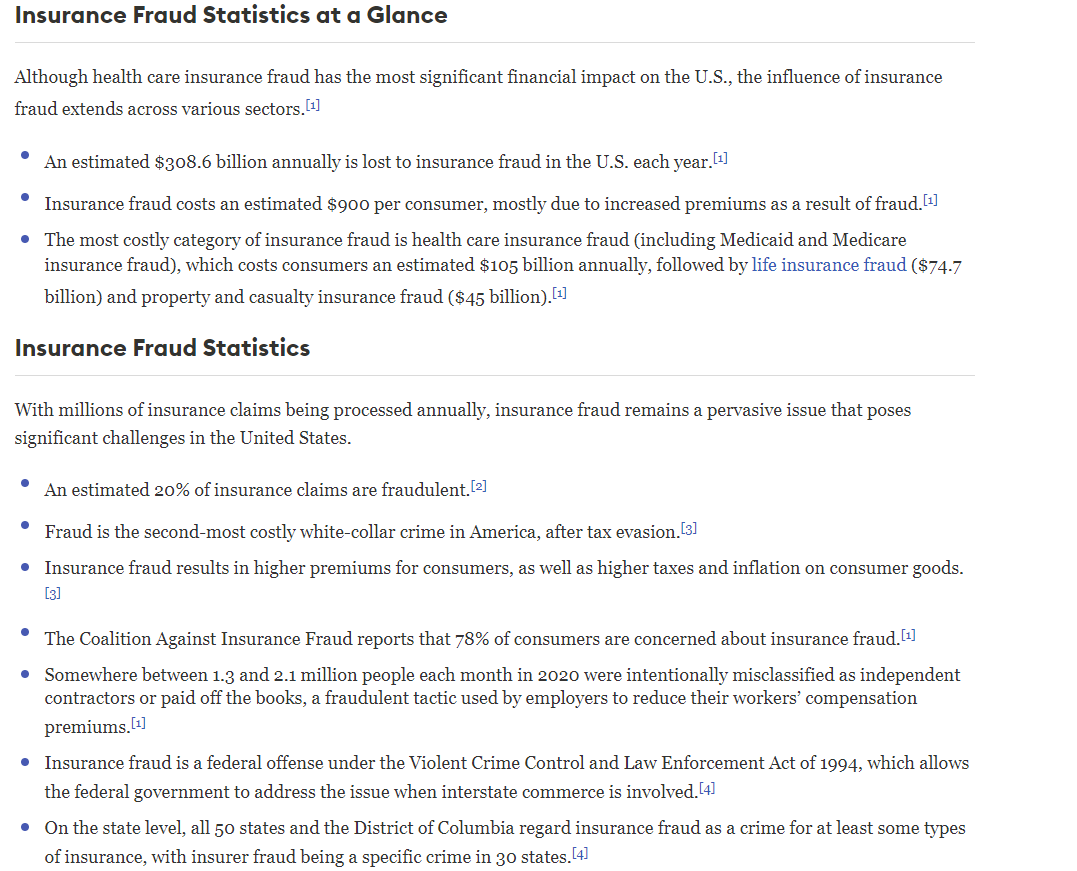 Insurance Fraud Statistics at a Glance
Although health care insurance fraud has the most significant financial impact on the U.S., the influence of insurance
fraud extends across various sectors.[1]
An estimated $308.6 billion annually is lost to insurance fraud in the U.S. each year.[1]
Insurance fraud costs an estimated $900 per consumer, mostly due to increased premiums as a result of fraud.[1]
The most costly category of insurance fraud is health care insurance fraud (including Medicaid and Medicare
insurance fraud), which costs consumers an estimated $105 billion annually, followed by life insurance fraud ($74.7
billion) and property and casualty insurance fraud ($45 billion).[1]
Insurance Fraud Statistics
With millions of insurance claims being processed annually, insurance fraud remains a pervasive issue that poses
significant challenges in the United States.
An estimated 20% of insurance claims are fraudulent.[2]
Fraud is the second-most costly white-collar crime in America, after tax evasion.[3]
Insurance fraud results in higher premiums for consumers, as well as higher taxes and inflation on consumer goods.
[3]
The Coalition Against Insurance Fraud reports that 78% of consumers are concerned about insurance fraud.[1]
Somewhere between 1.3 and 2.1 million people each month in 2020 were intentionally misclassified as independent
contractors or paid off the books, a fraudulent tactic used by employers to reduce their workers’ compensation
premiums.[1]
Insurance fraud is a federal offense under the Violent Crime Control and Law Enforcement Act of 1994, which allows
the federal government to address the issue when interstate commerce is involved.[4]
On the state level, all 50 states and the District of Columbia regard insurance fraud as a crime for at least some types
of insurance, with insurer fraud being a specific crime in 30 states.[4]